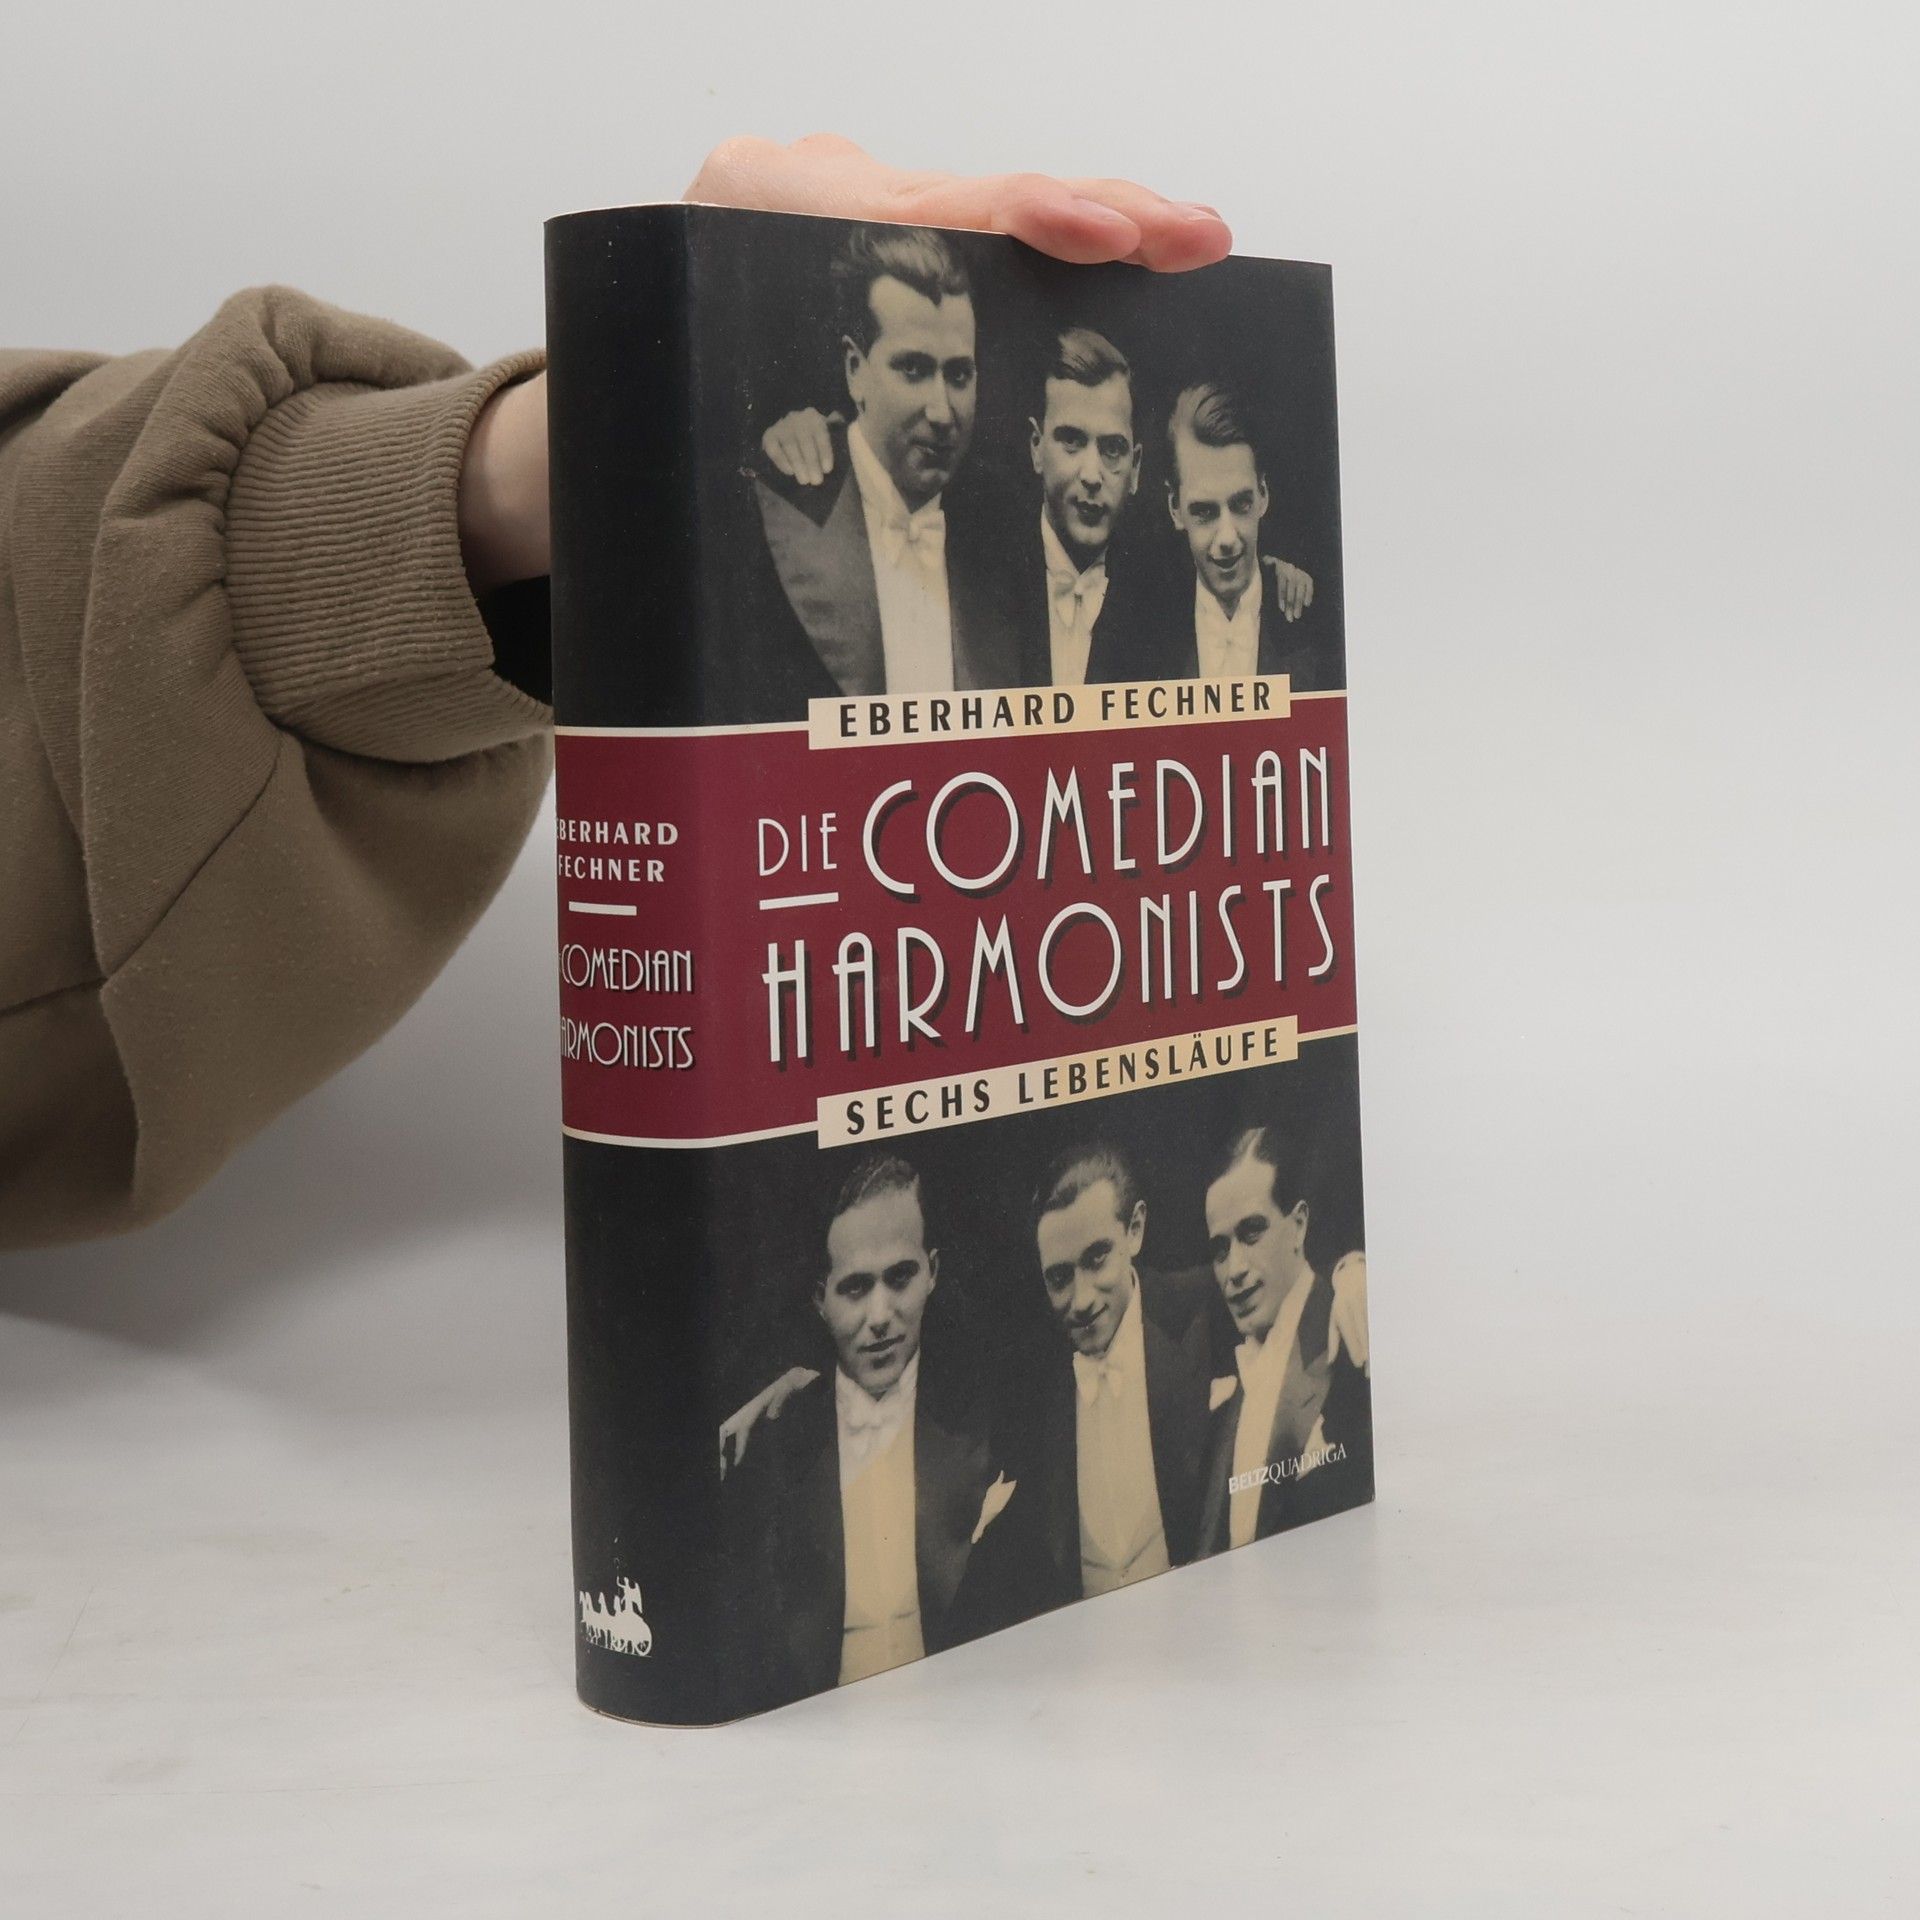 EBERHARD FECHNER
DIE COMEDIAN
HARMONISTS
SECHS LEBENSLÄUFE
BELTZQUADRIGA
EBERHARD
FECHNER
COMEDIAN
HARMONISTS